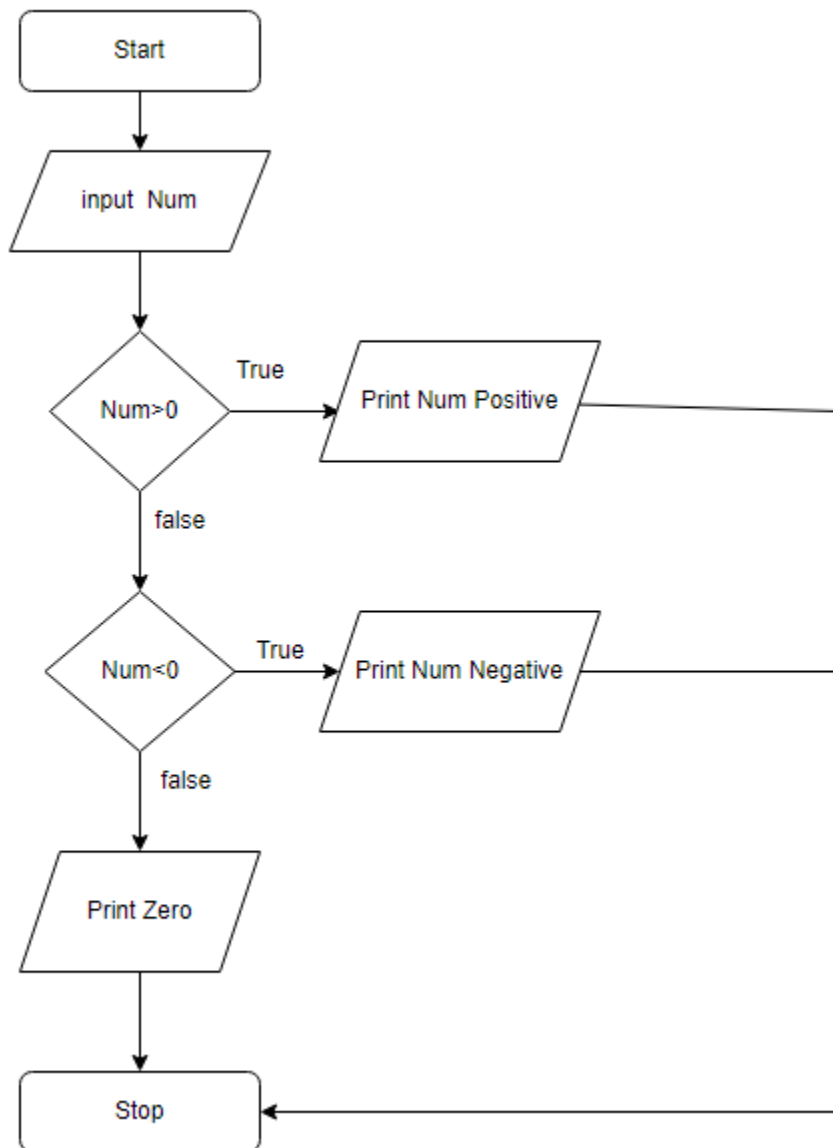 Start
input  Num
Num>0
True
Print Num Positive
false
Num<0
True
Print Num Negative
false
Print Zero
Stop